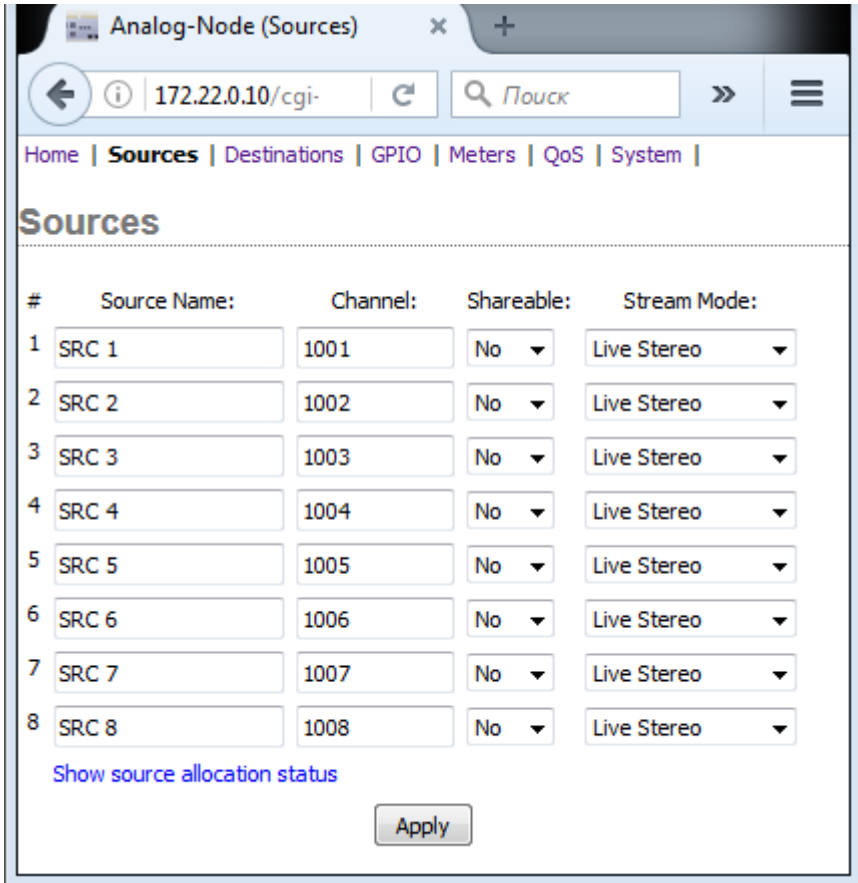 Analog-Node (Sources)
172.22.0.10/cgi- Поиск
Home | Sources | Destinations | GPIO | Meters | QoS | System |
Sources
# Source Name: Channel: Shareable: Stream Mode:
1 SRC 1 1001 No Live Stereo
2 SRC 2 1002 No Live Stereo
3 SRC 3 1003 No Live Stereo
4 SRC 4 1004 No Live Stereo
5 SRC 5 1005 No Live Stereo
6 SRC 6 1006 No Live Stereo
7 SRC 7 1007 No Live Stereo
8 SRC 8 1008 No Live Stereo
Show source allocation status
Apply